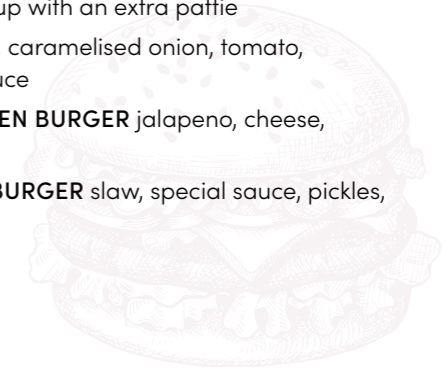 up with an extra pattie
caramelised onion, tomato,
uce
EN BURGER jalapeno, cheese,
BURGER slaw, special sauce, pickles,